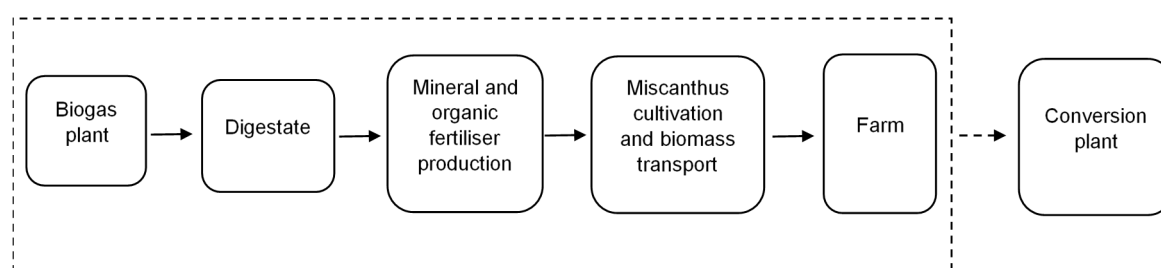 Biogas
plant
Digestate
Mineral and
organic
fertiliser
production
Miscanthus
cultivation
and biomass
transport
Farm
Conversion
plant